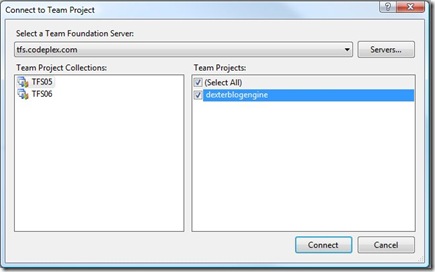 Connect to Team Project
Select a Team Foundation Server:
tfs.codeplex.com
Servers...
Team Project Collections:
TFS05
TFS06
Team Projects:
(Select All)
dexterblogengine
Connect
Cancel